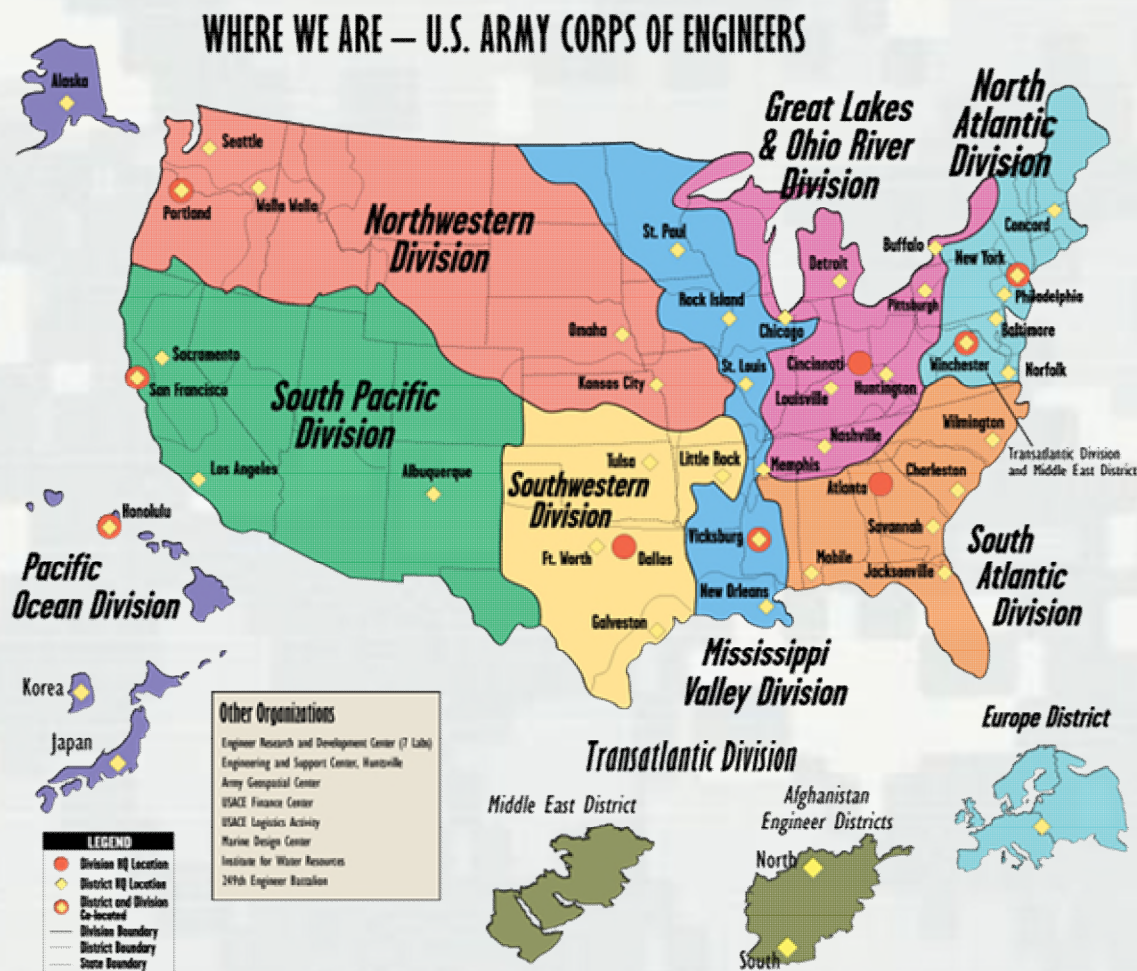 WHERE WE ARE – U.S. ARMY CORPS OF ENGINEERS
Alaska
Seattle
Portland
Walla Walla
Northwestern
Division
Omaha
Kansas City
Great Lakes
& Ohio River
Division
North
Atlantic
Division
St. Paul
Rock Island
Chicago
St. Louis
Detroit
Buffalo
Pittsburgh
Cincinnati
Huntington
Louisville
Nashville
Memphis
Concord
New York
Philadelphia
Baltimore
Winchester
Norfolk
Transatlantic Division
and Middle East District
Sacramento
San Francisco
South Pacific
Division
Los Angeles
Albuquerque
Tulsa
Little Rock
Southwestern
Division
Ft. Worth
Dallas
Galveston
Vicksburg
New Orleans
Mississippi
Valley Division
Wilmington
Charleston
Atlanta
Savannah
Mobile
Jacksonville
South
Atlantic
Division
Honolulu
Pacific
Ocean Division
Korea
Japan
Other Organizations
Engineer Research and Development Center (7 Labs)
Engineering and Support Center, Huntsville
Army Geospatial Center
USACE Finance Center
USACE Logistics Activity
Marine Design Center
Institute for Water Resources
249th Engineer Battalion
Transatlantic Division
Middle East District
Afghanistan
Engineer Districts
North
South
Europe District
LEGEND
Division HQ Location
District HQ Location
District and Division
Co-located
Division Boundary
District Boundary
State Boundary